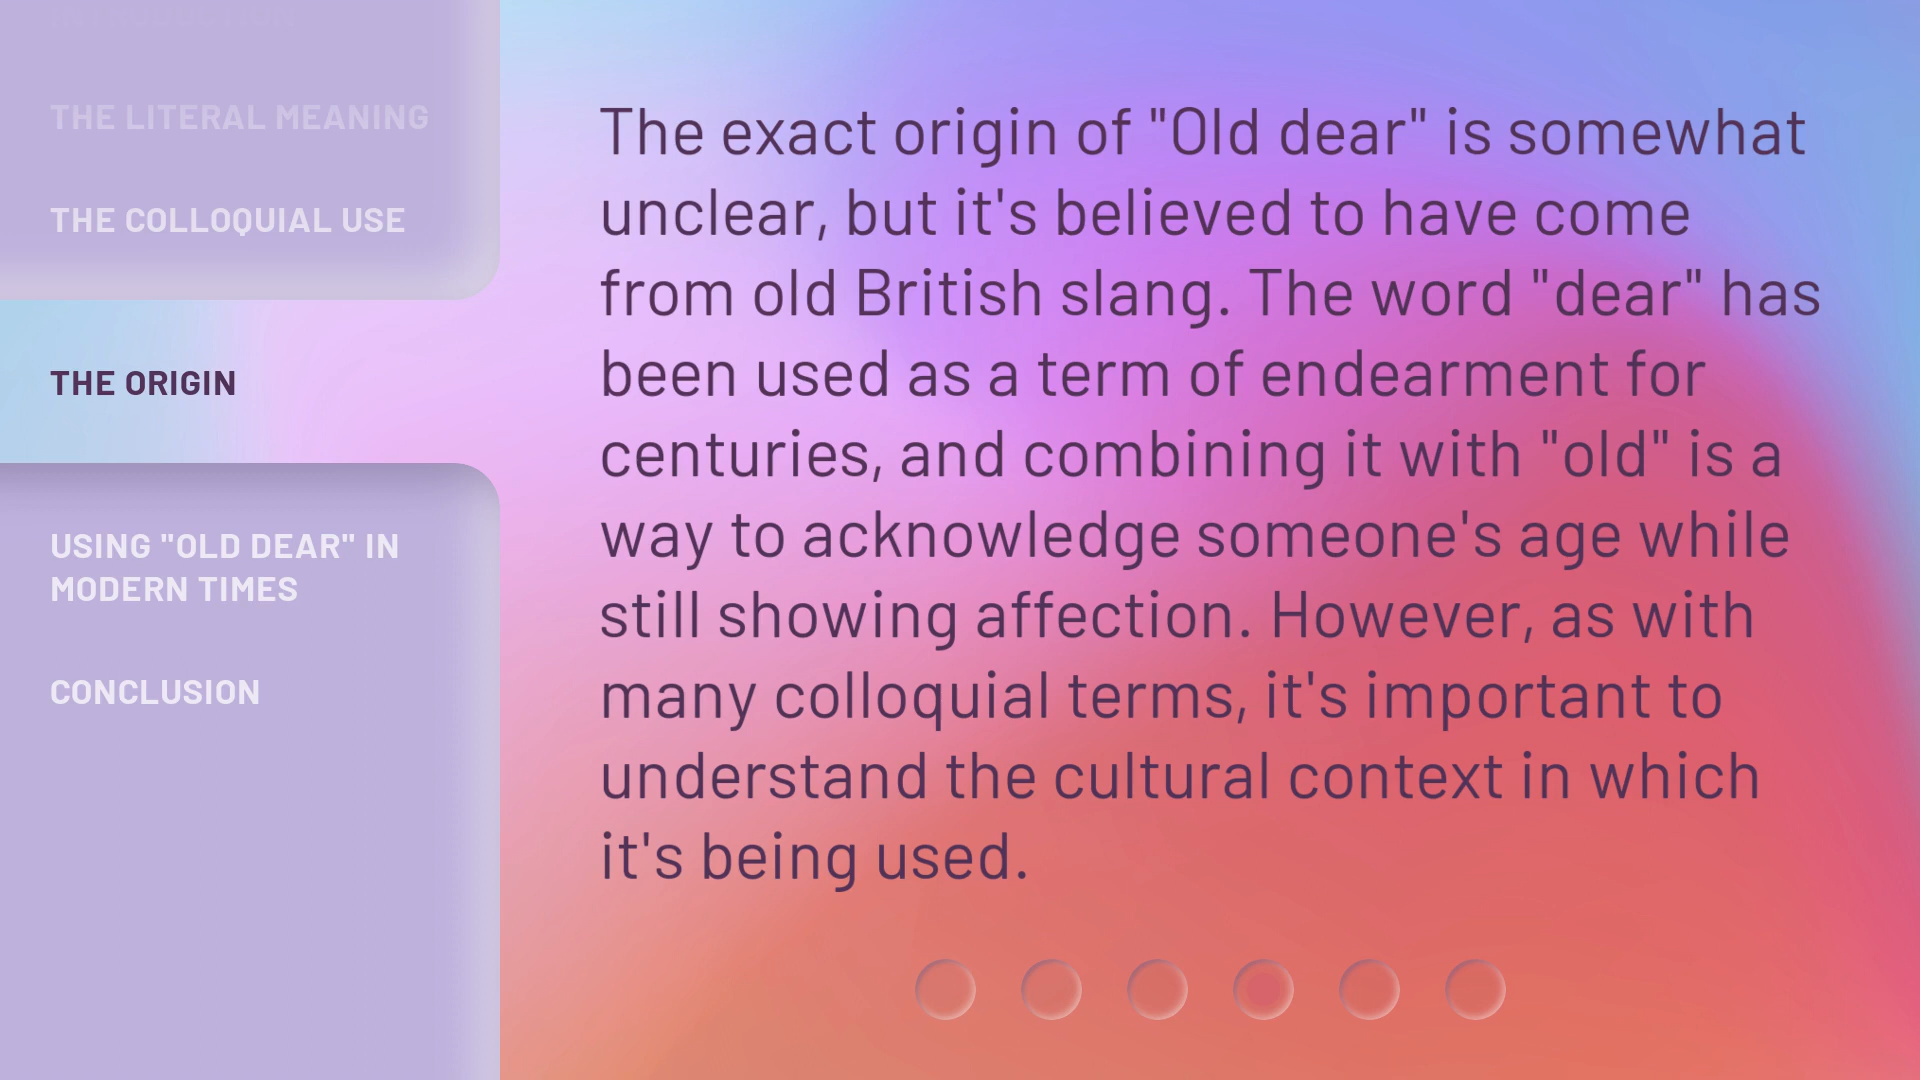 THE LITERAL MEANING
THE COLLOQUIAL USE
THE ORIGIN
USING "OLD DEAR" IN
MODERN TIMES
CONCLUSION
The exact origin of "Old dear" is somewhat
unclear, but it's believed to have come
from old British slang. The word "dear" has
been used as a term of endearment for
centuries, and combining it with "old" is a
way to acknowledge someone's age while
still showing affection. However, as with
many colloquial terms, it's important to
understand the cultural context in which
it's being used.